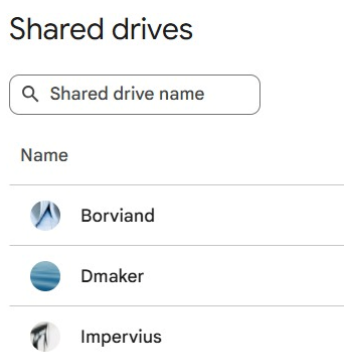 Shared drives
Shared drive name
Name
Borviand
Dmaker
Impervius